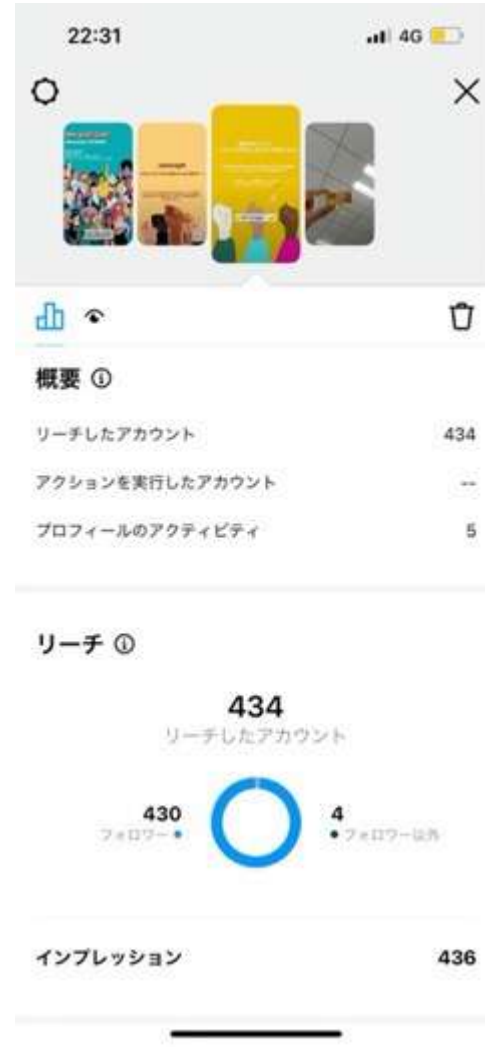 22:31
4G
概要
リーチしたアカウント 434
アクションを実行したアカウント --
プロフィールのアクティビティ 5
リーチ
434
リーチしたアカウント
430
フォロワー
4
フォロワー以外
インプレッション 436